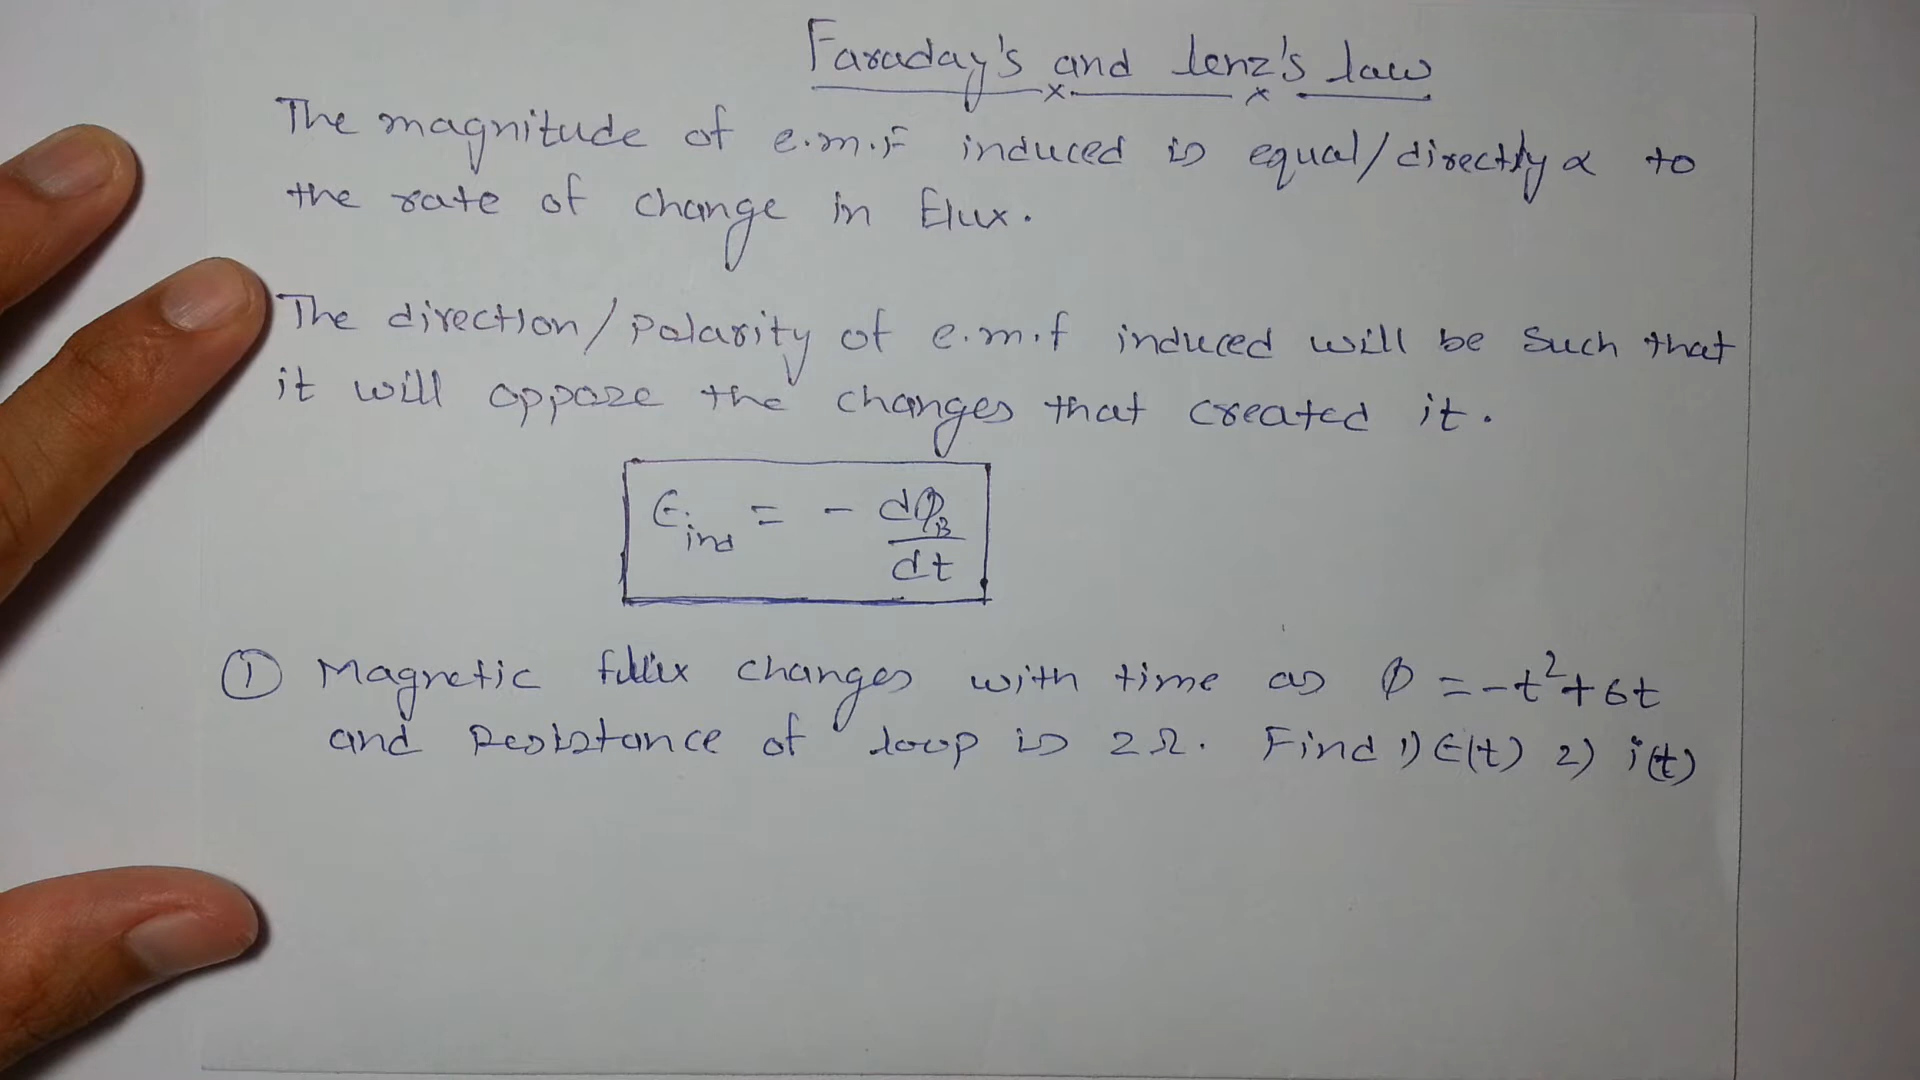 Faraday's and lenz's law
The magnitude of e.m.f induced is equal/directly α to
the rate of change in flux.
The direction/polarity of e.m.f induced will be such that
it will oppose the changes that created it.
Є ind = - dφB
dt
① Magnetic flux changes with time as φ = -t²+6t
and Resistance of loop is 2Ω. Find 1) Є(t) 2) i(t)